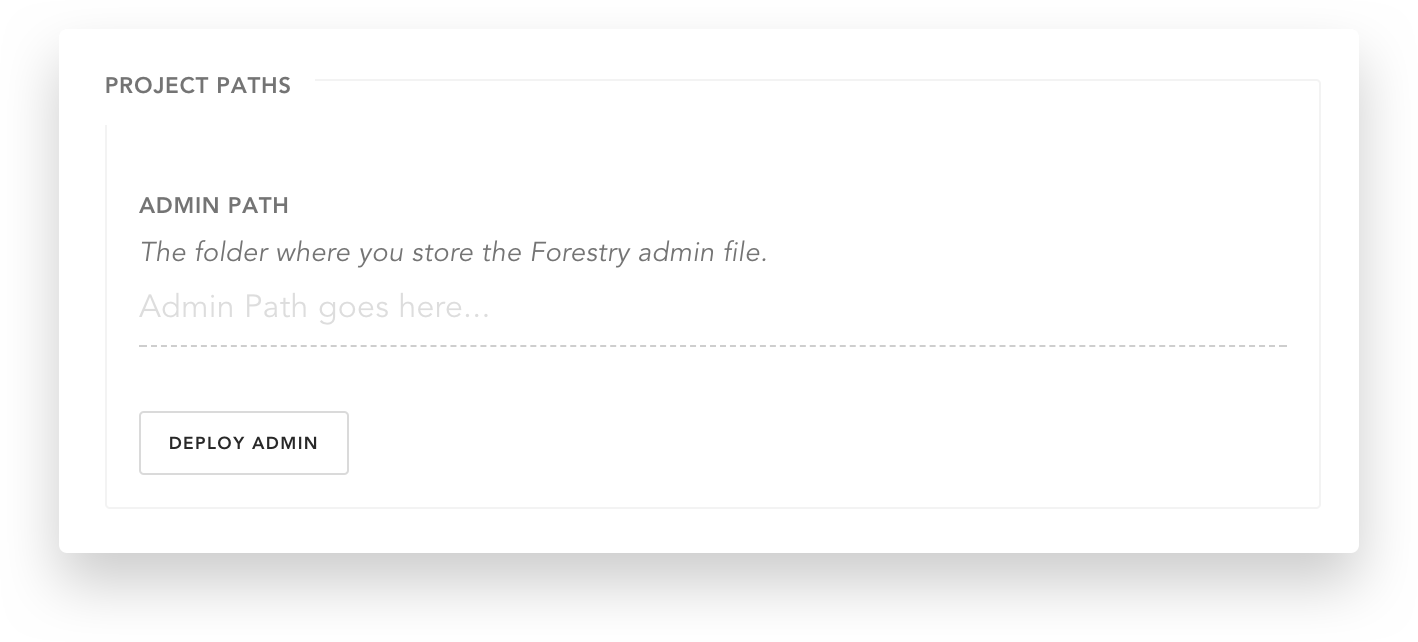 PROJECT PATHS
ADMIN PATH
The folder where you store the Forestry admin file.
Admin Path goes here...
DEPLOY ADMIN